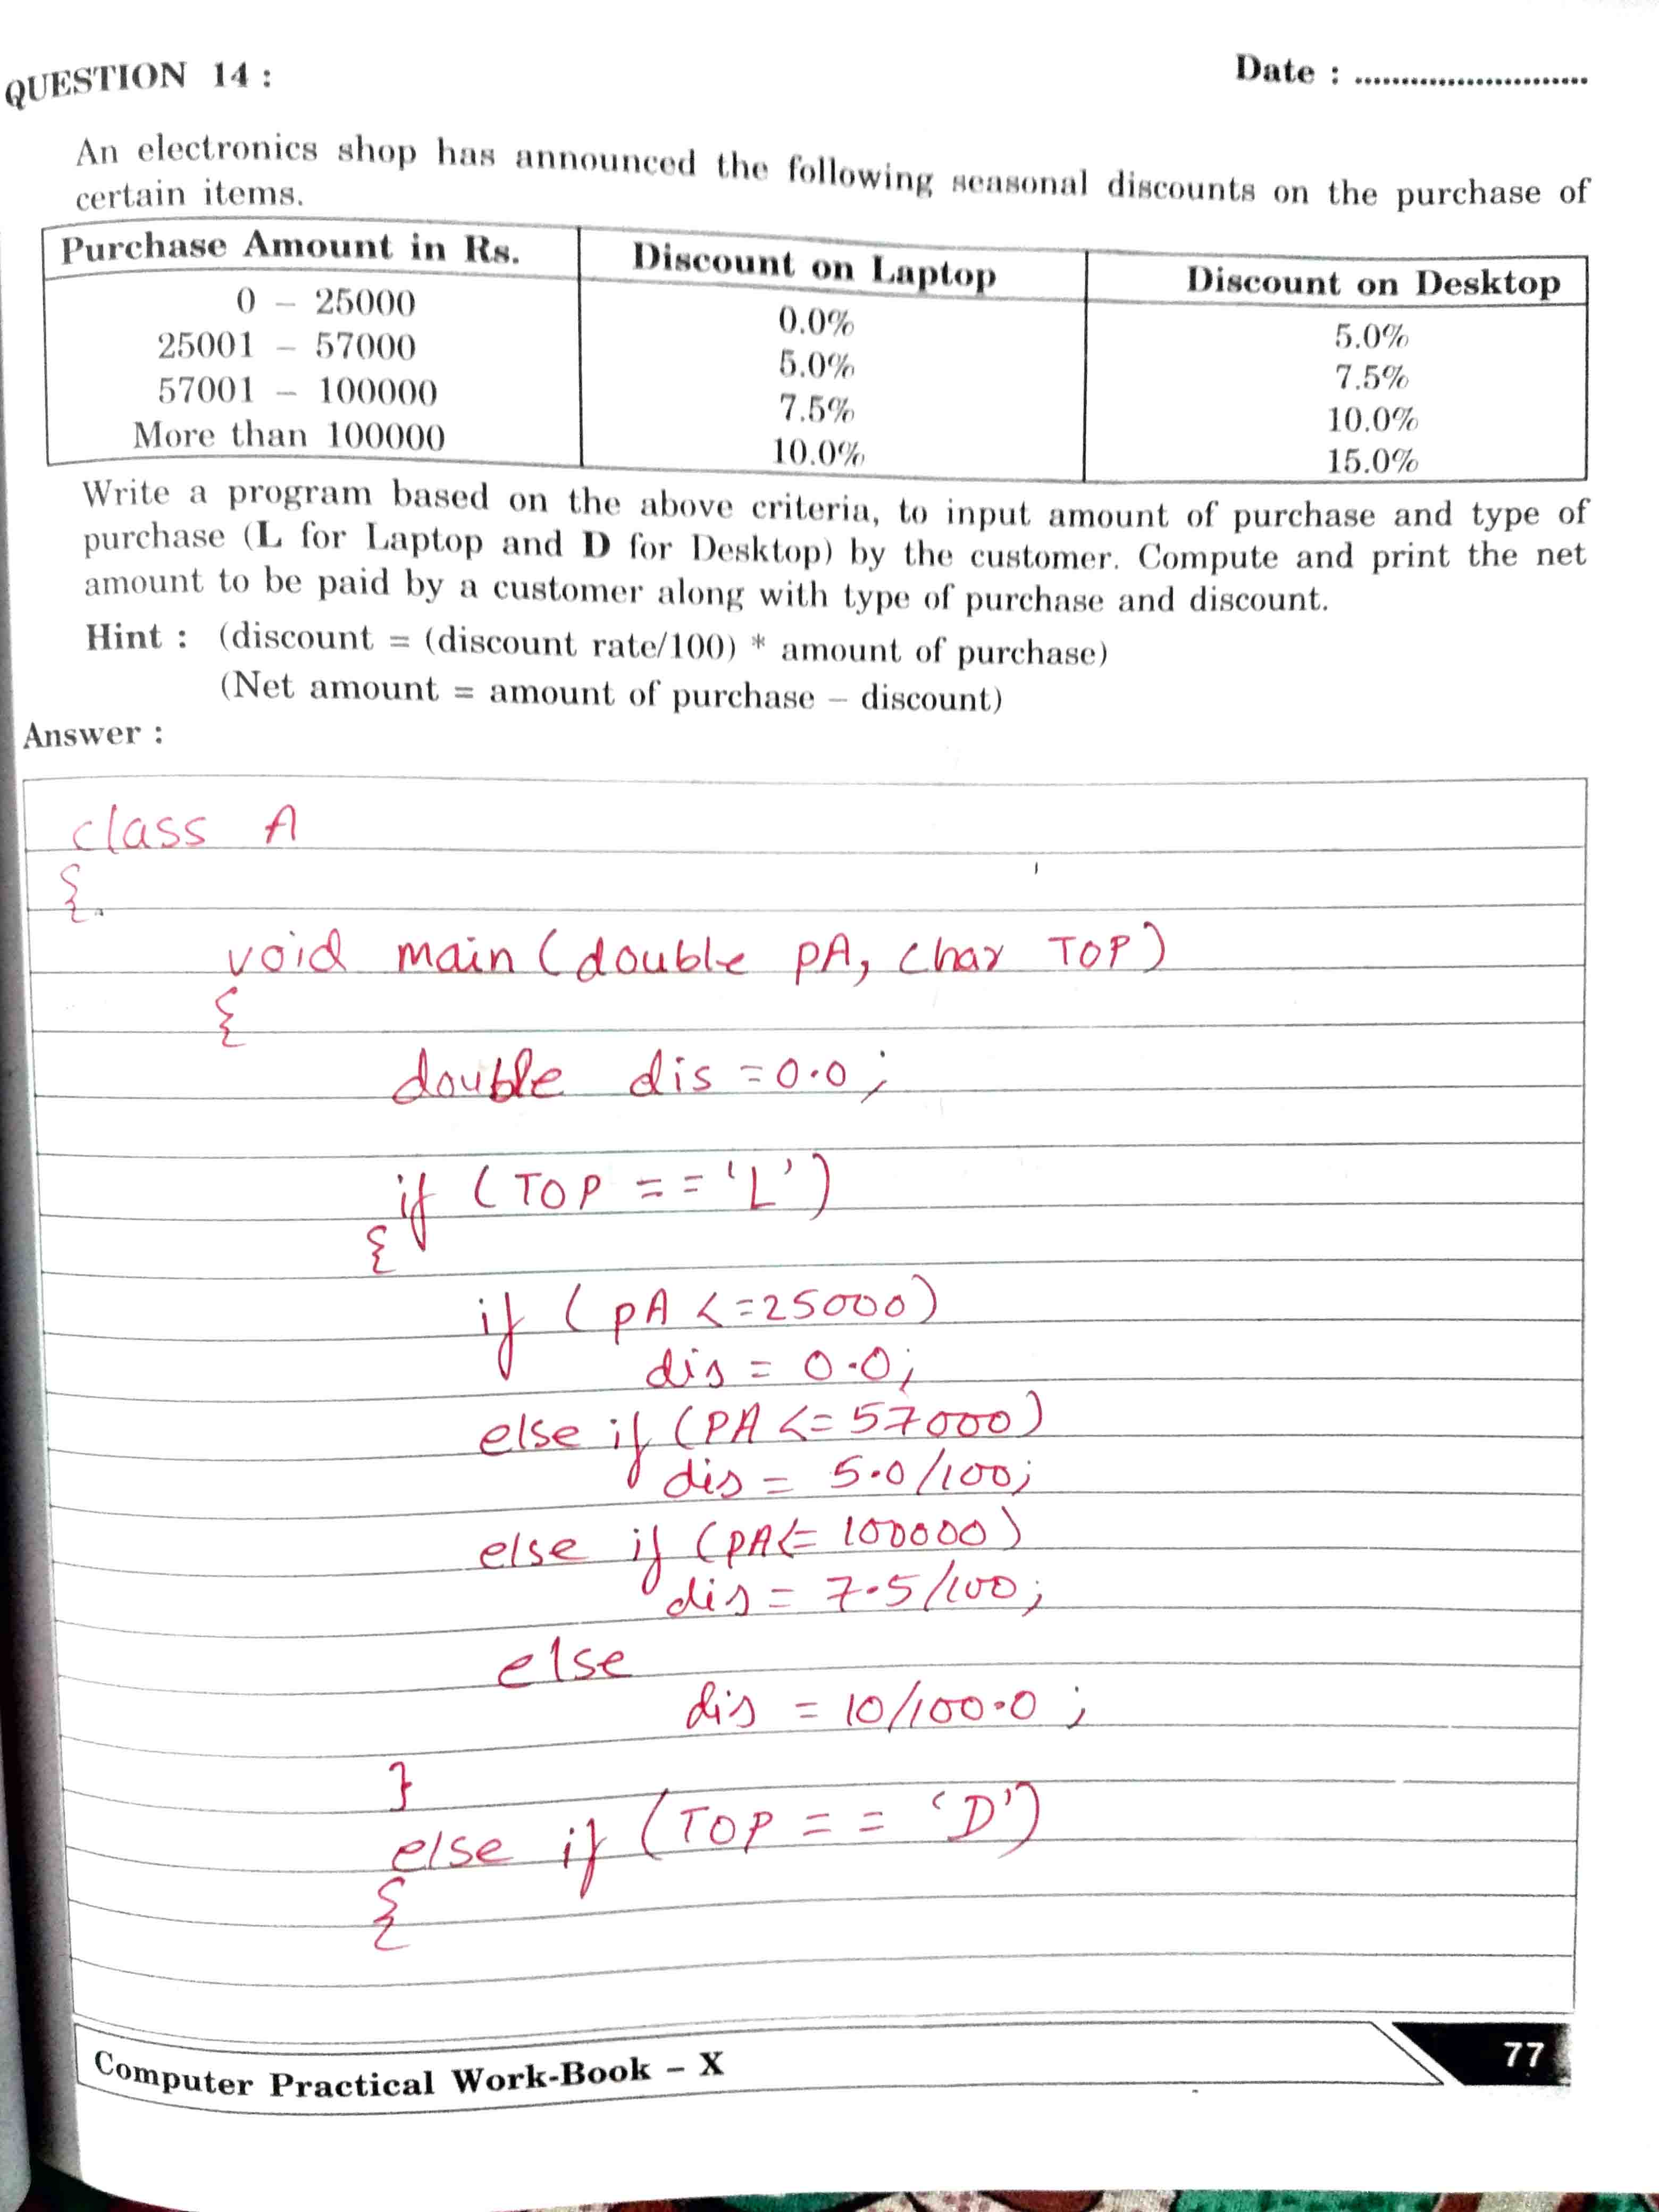 QUESTION 14 :
Date : ..........................
An electronics shop has announced the following seasonal discounts on the purchase of
certain items.
Purchase Amount in Rs. Discount on Laptop Discount on Desktop
0 – 25000 0.0% 5.0%
25001 – 57000 5.0% 7.5%
57001 – 100000 7.5% 10.0%
More than 100000 10.0% 15.0%
Write a program based on the above criteria, to input amount of purchase and type of
purchase (L for Laptop and D for Desktop) by the customer. Compute and print the net
amount to be paid by a customer along with type of purchase and discount.
Hint : (discount = (discount rate/100) * amount of purchase)
(Net amount = amount of purchase – discount)
Answer :
class A
{
void main (double pA, char TOP)
{
double dis = 0.0 ;
if (TOP == 'L')
{
if (pA <=25000)
dis = 0.0;
else if (PA <= 57000)
dis = 5.0/100;
else if (pA<= 100000)
dis = 7.5/100;
else
dis = 10/100.0 ;
}
else if (TOP == 'D')
{
Computer Practical Work-Book – X
77